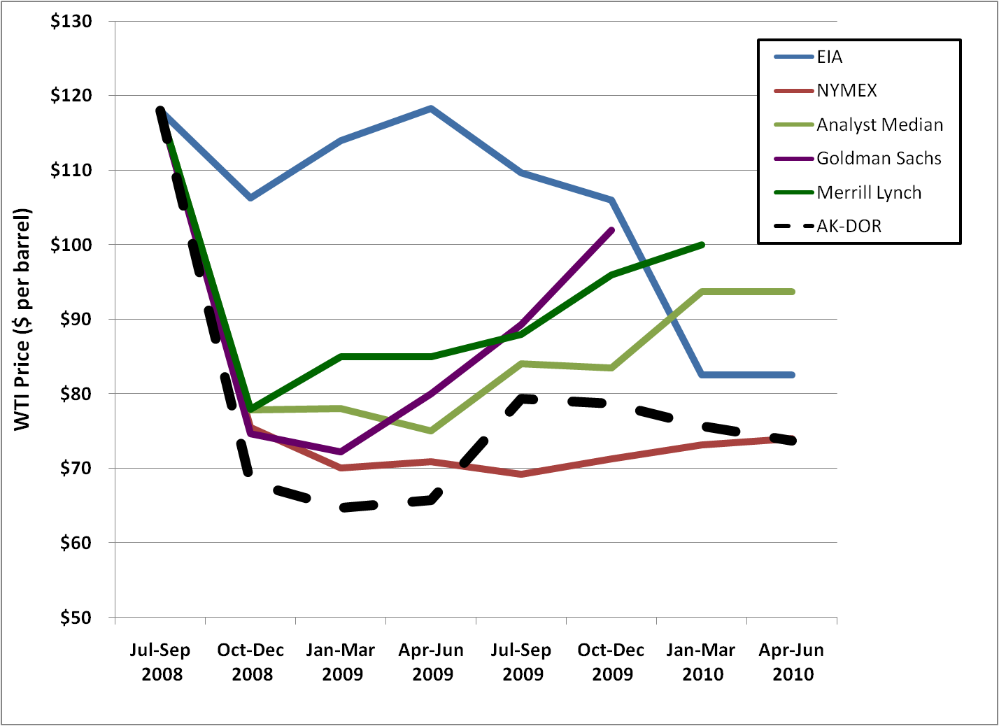 $130
$120
$110
$100
$90
$80
$70
$60
$50
WTI Price ($ per barrel)
EIA
NYMEX
Analyst Median
Goldman Sachs
Merrill Lynch
AK-DOR
Jul-Sep Oct-Dec Jan-Mar Apr-Jun Jul-Sep Oct-Dec Jan-Mar Apr-Jun
2008 2008 2009 2009 2009 2009 2010 2010